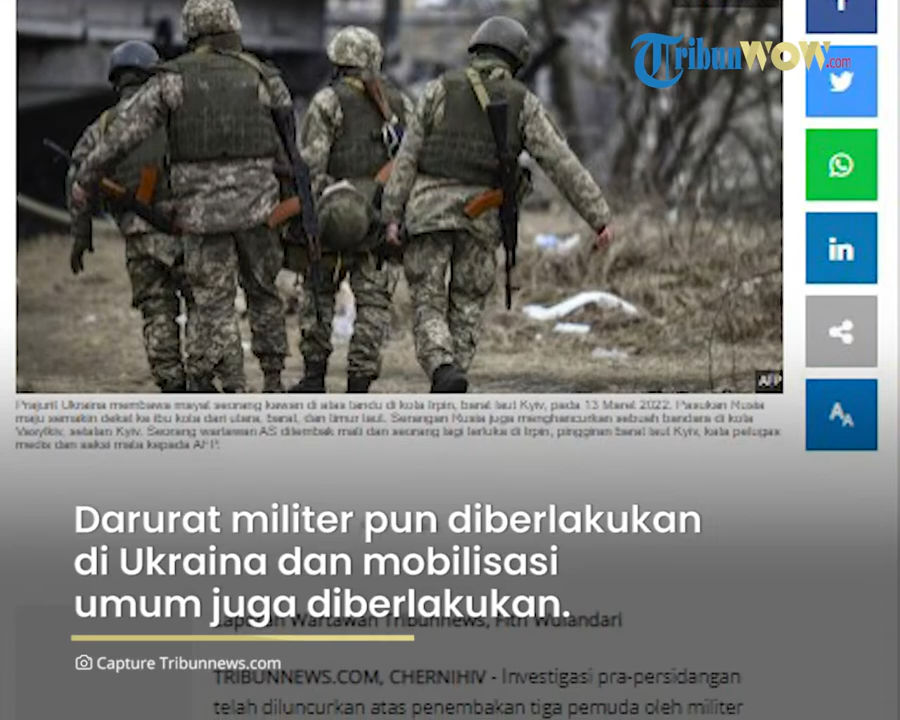 TribunWOW.com
AFP
Prajurit Ukraina membawa mayat seorang kawan di atas tandu di kota Irpin, barat laut Kyiv, pada 13 Maret 2022. Pasukan Rusia
maju semakin dekat ke ibu kota dari utara, barat, dan timur laut. Serangan Rusia juga menghancurkan sebuah bandara di kota
selatan Kyiv. Seorang wartawan AS ditembak mati dan seorang lagi terluka di Irpin, pinggiran barat laut Kyiv, kata petugas
medis dan saksi mata kepada AFP.
Darurat militer pun diberlakukan
di Ukraina dan mobilisasi
umum juga diberlakukan.
Laporan Wartawan Tribunnews, Fitri Wulandari
Capture Tribunnews.com
TRIBUNNEWS.COM, CHERNIHIV - Investigasi pra-persidangan
telah diluncurkan atas penembakan tiga pemuda oleh militer